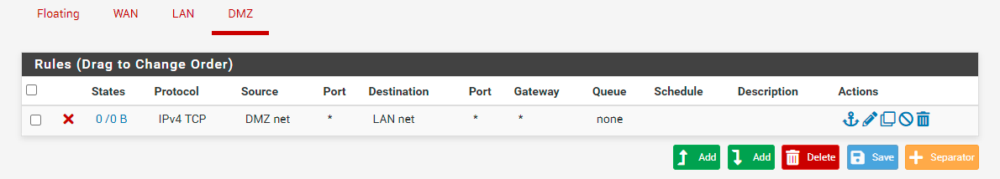 Floating WAN LAN DMZ
Rules (Drag to Change Order)
States Protocol Source Port Destination Port Gateway Queue Schedule Description Actions
0 /0 B IPv4 TCP DMZ net * LAN net * * none
Add Add Delete Save Separator